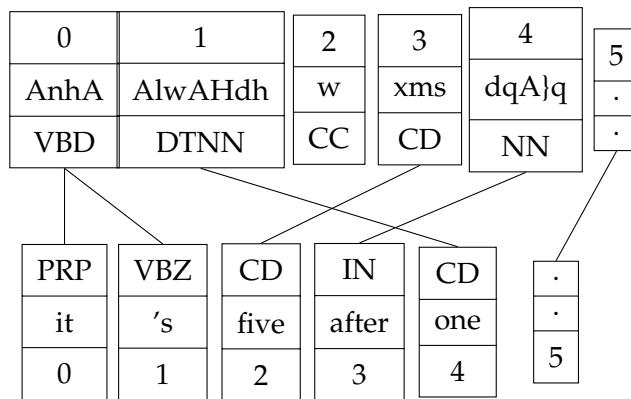 0 1 2 3 4 5
AnhA AlwAHdh w xms dqA}q .
VBD DTNN CC CD NN .
PRP VBZ CD IN CD .
it 's five after one .
0 1 2 3 4 5